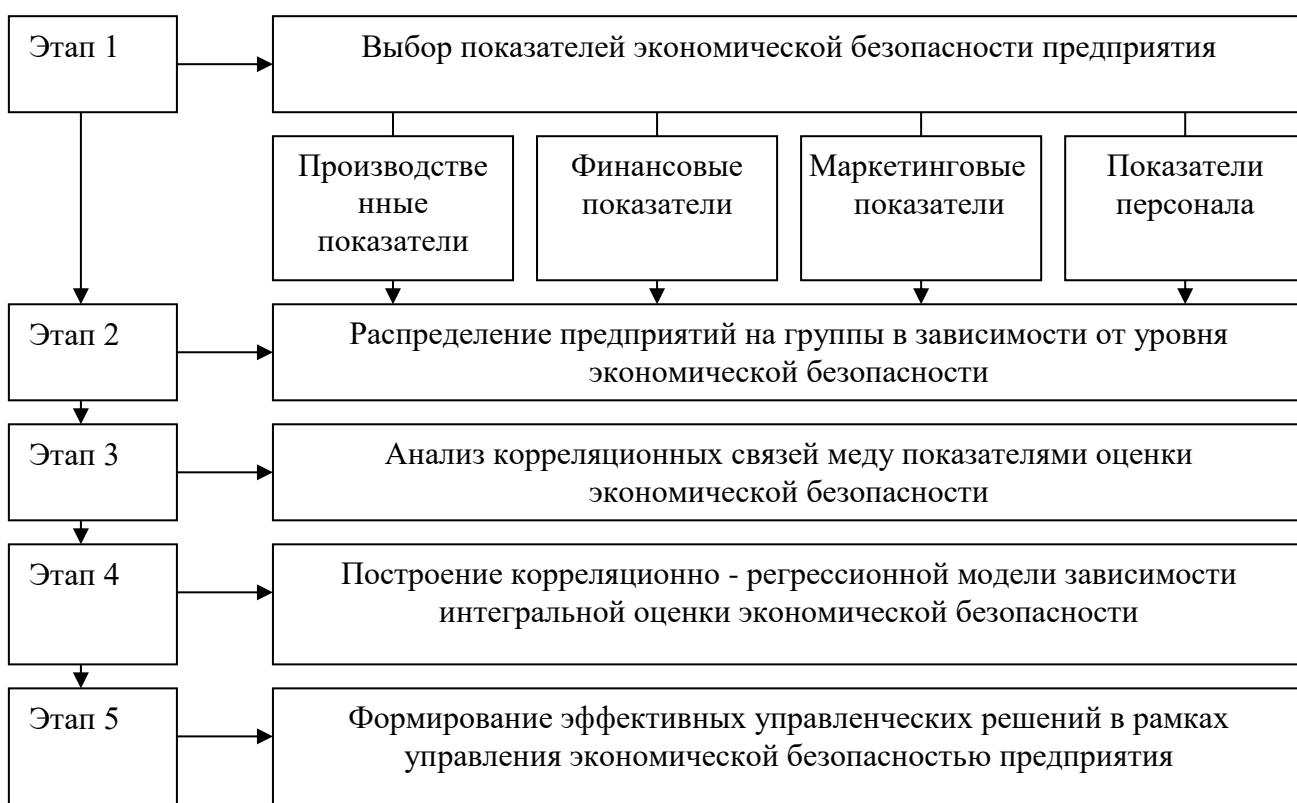 Этап 1
Выбор показателей экономической безопасности предприятия
Производстве
нные
показатели
Финансовые
показатели
Маркетинговые
показатели
Показатели
персонала
Этап 2
Распределение предприятий на группы в зависимости от уровня
экономической безопасности
Этап 3
Анализ корреляционных связей меду показателями оценки
экономической безопасности
Этап 4
Построение корреляционно - регрессионной модели зависимости
интегральной оценки экономической безопасности
Этап 5
Формирование эффективных управленческих решений в рамках
управления экономической безопасностью предприятия